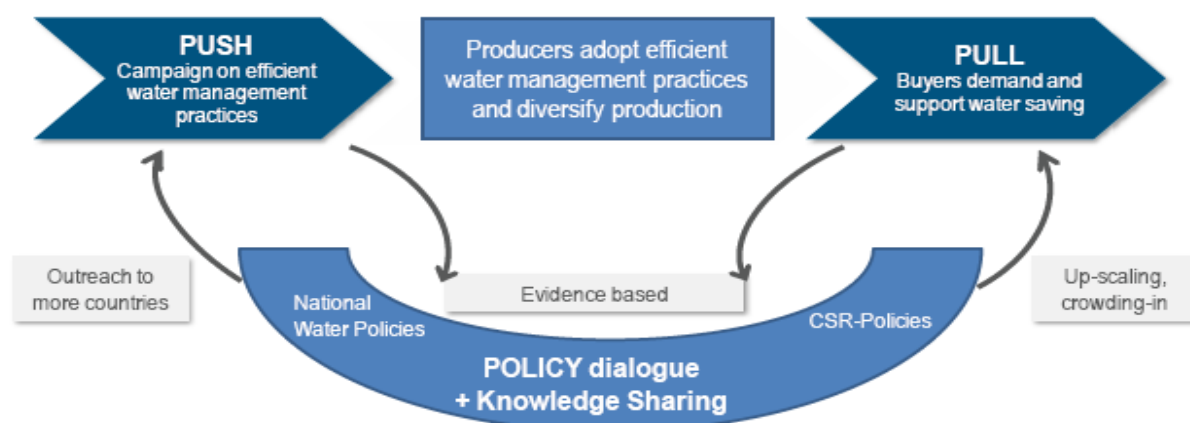 PUSH
Campaign on efficient
water management
practices
Producers adopt efficient
water management practices
and diversify production
PULL
Buyers demand and
support water saving
Outreach to
more countries
National
Water Policies
Evidence based
CSR-Policies
Up-scaling,
crowding-in
POLICY dialogue
+ Knowledge Sharing